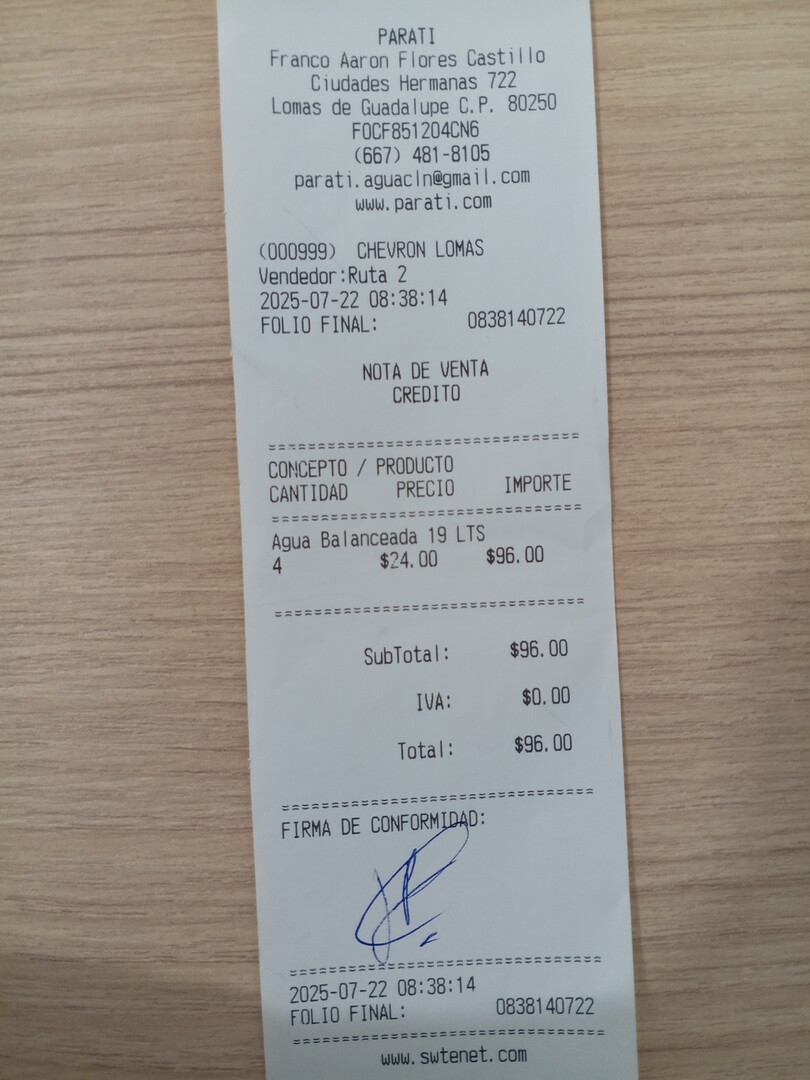 PARATI
Franco Aaron Flores Castillo
Ciudades Hermanas 722
Lomas de Guadalupe C.P. 80250
FOCF851204CN6
(667) 481-8105
parati.aguacln@gmail.com
www.parati.com
(000999) CHEVRON LOMAS
Vendedor:Ruta 2
2025-07-22 08:38:14
FOLIO FINAL: 0838140722
NOTA DE VENTA
CREDITO
==================================
CONCEPTO / PRODUCTO
CANTIDAD PRECIO IMPORTE
==================================
Agua Balanceada 19 LTS
4 $24.00 $96.00
==================================
SubTotal: $96.00
IVA: $0.00
Total: $96.00
==================================
FIRMA DE CONFORMIDAD:
==================================
2025-07-22 08:38:14
FOLIO FINAL: 0838140722
==================================
www.swtenet.com